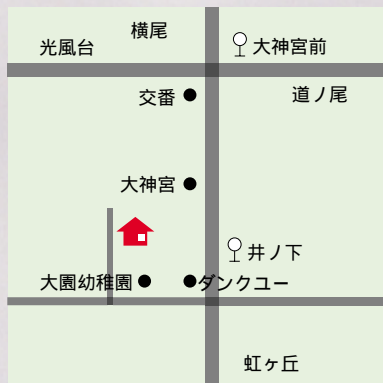 横尾
光風台
大神宮前
交番
道ノ尾
大神宮
井ノ下
大園幼稚園
ダンクユー
虹ヶ丘